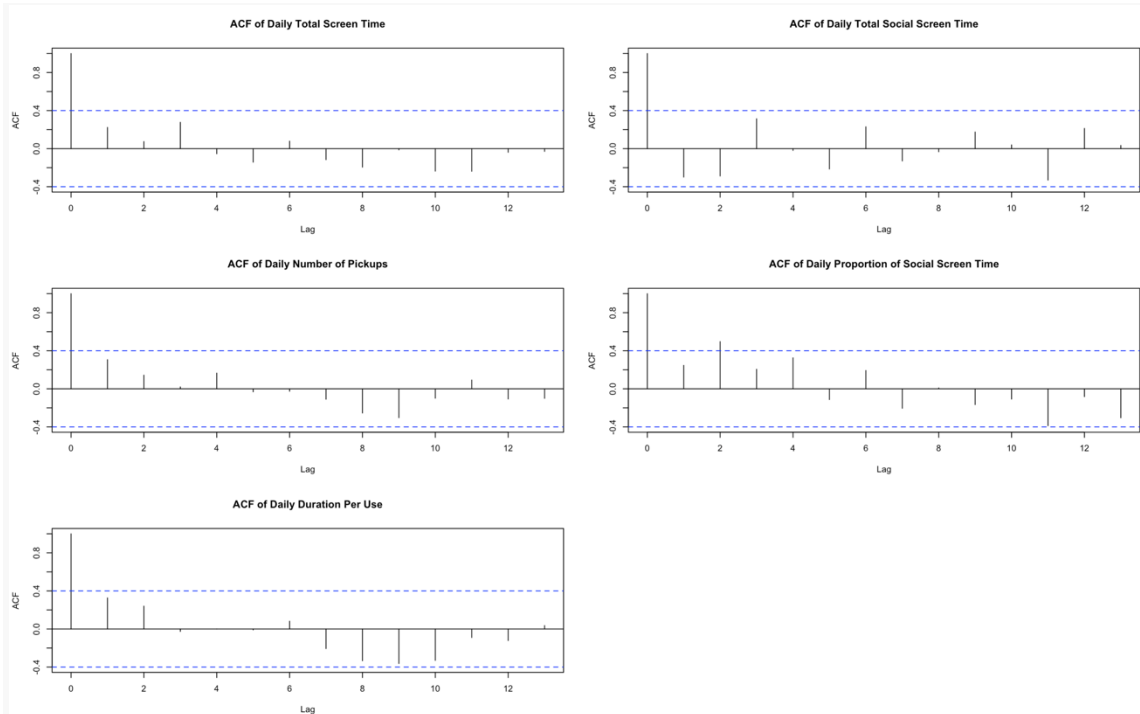 ACF of Daily Total Screen Time
ACF
0.8
0.4
0.0
-0.4
0 2 4 6 8 10 12
Lag
ACF of Daily Total Social Screen Time
ACF
0.8
0.4
0.0
-0.4
0 2 4 6 8 10 12
Lag
ACF of Daily Number of Pickups
ACF
0.8
0.4
0.0
-0.4
0 2 4 6 8 10 12
Lag
ACF of Daily Proportion of Social Screen Time
ACF
0.8
0.4
0.0
-0.4
0 2 4 6 8 10 12
Lag
ACF of Daily Duration Per Use
ACF
0.8
0.4
0.0
-0.4
0 2 4 6 8 10 12
Lag